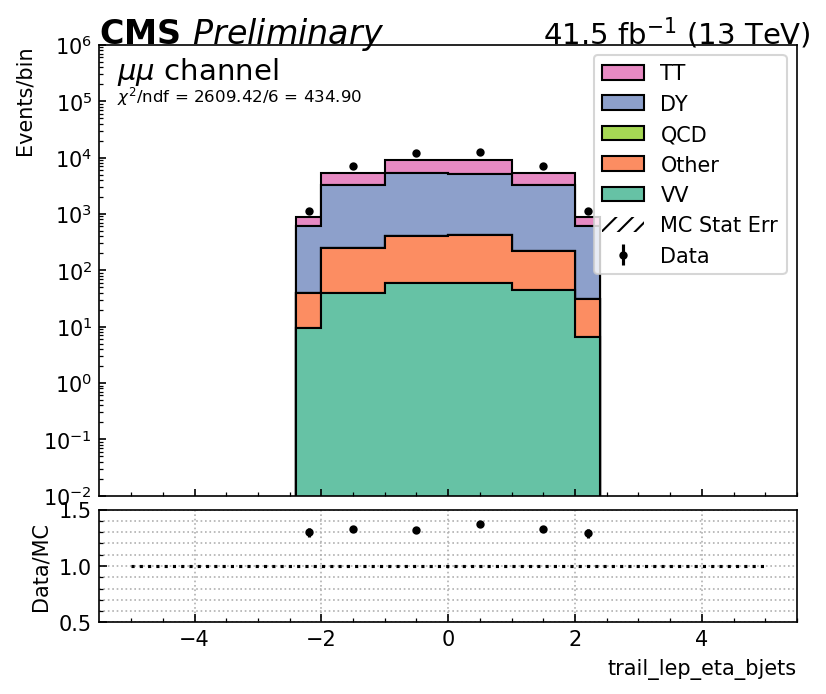 CMS Preliminary 41.5 fb⁻¹ (13 TeV)
Events/bin
μμ channel
χ²/ndf = 2609.42/6 = 434.90
10⁶
10⁵
10⁴
10³
10²
10¹
10⁰
10⁻¹
10⁻²
TT
DY
QCD
Other
VV
MC Stat Err
Data
Data/MC
1.5
1.0
0.5
−4 −2 0 2 4
trail_lep_eta_bjets